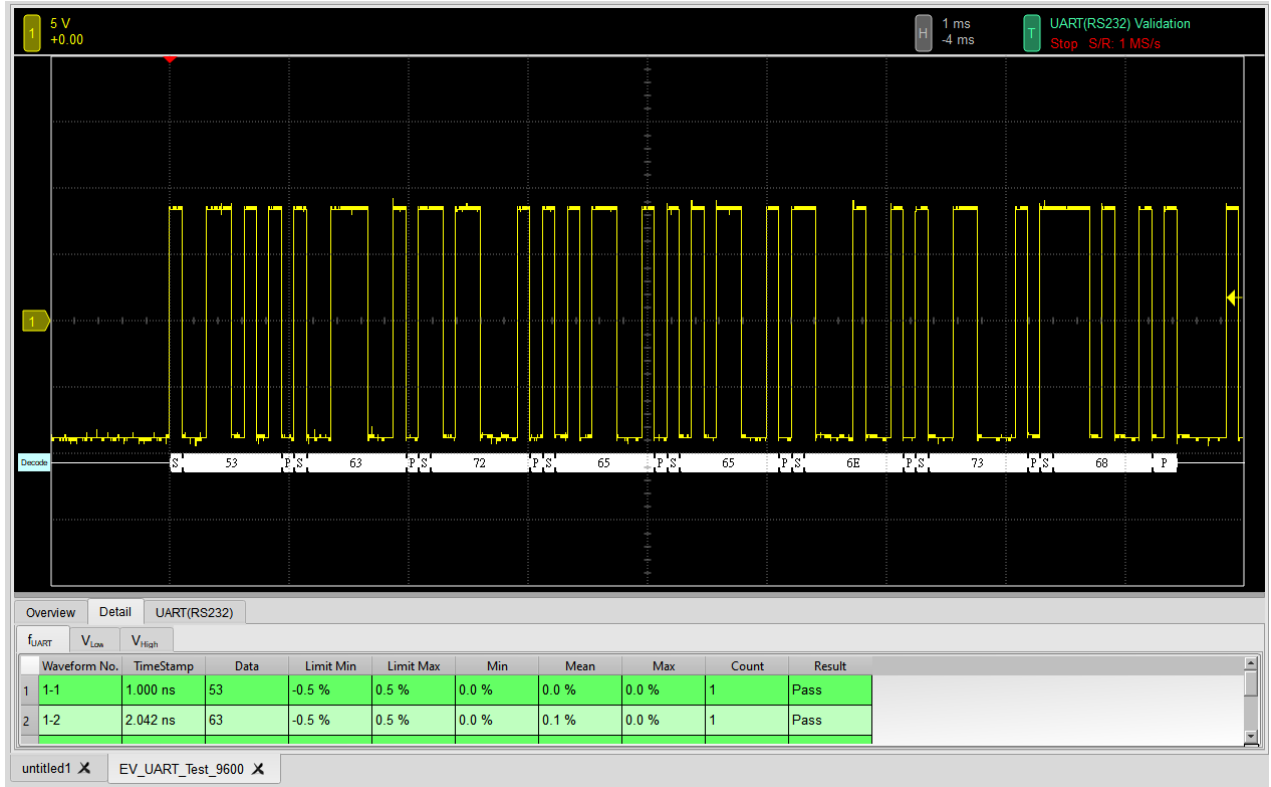 1 5 V H 1 ms T UART(RS232) Validation
+0.00 -4 ms Stop S/R: 1 MS/s
1
Decode S 53 P S 63 P S 72 P S 65 P S 65 P S 6E P S 73 P S 68 P
Overview Detail UART(RS232)
fUART VLow VHigh
Waveform No. TimeStamp Data Limit Min Limit Max Min Mean Max Count Result
1 1-1 1.000 ns 53 -0.5 % 0.5 % 0.0 % 0.0 % 0.0 % 1 Pass
2 1-2 2.042 ns 63 -0.5 % 0.5 % 0.0 % 0.1 % 0.0 % 1 Pass
untitled1 X EV_UART_Test_9600 X